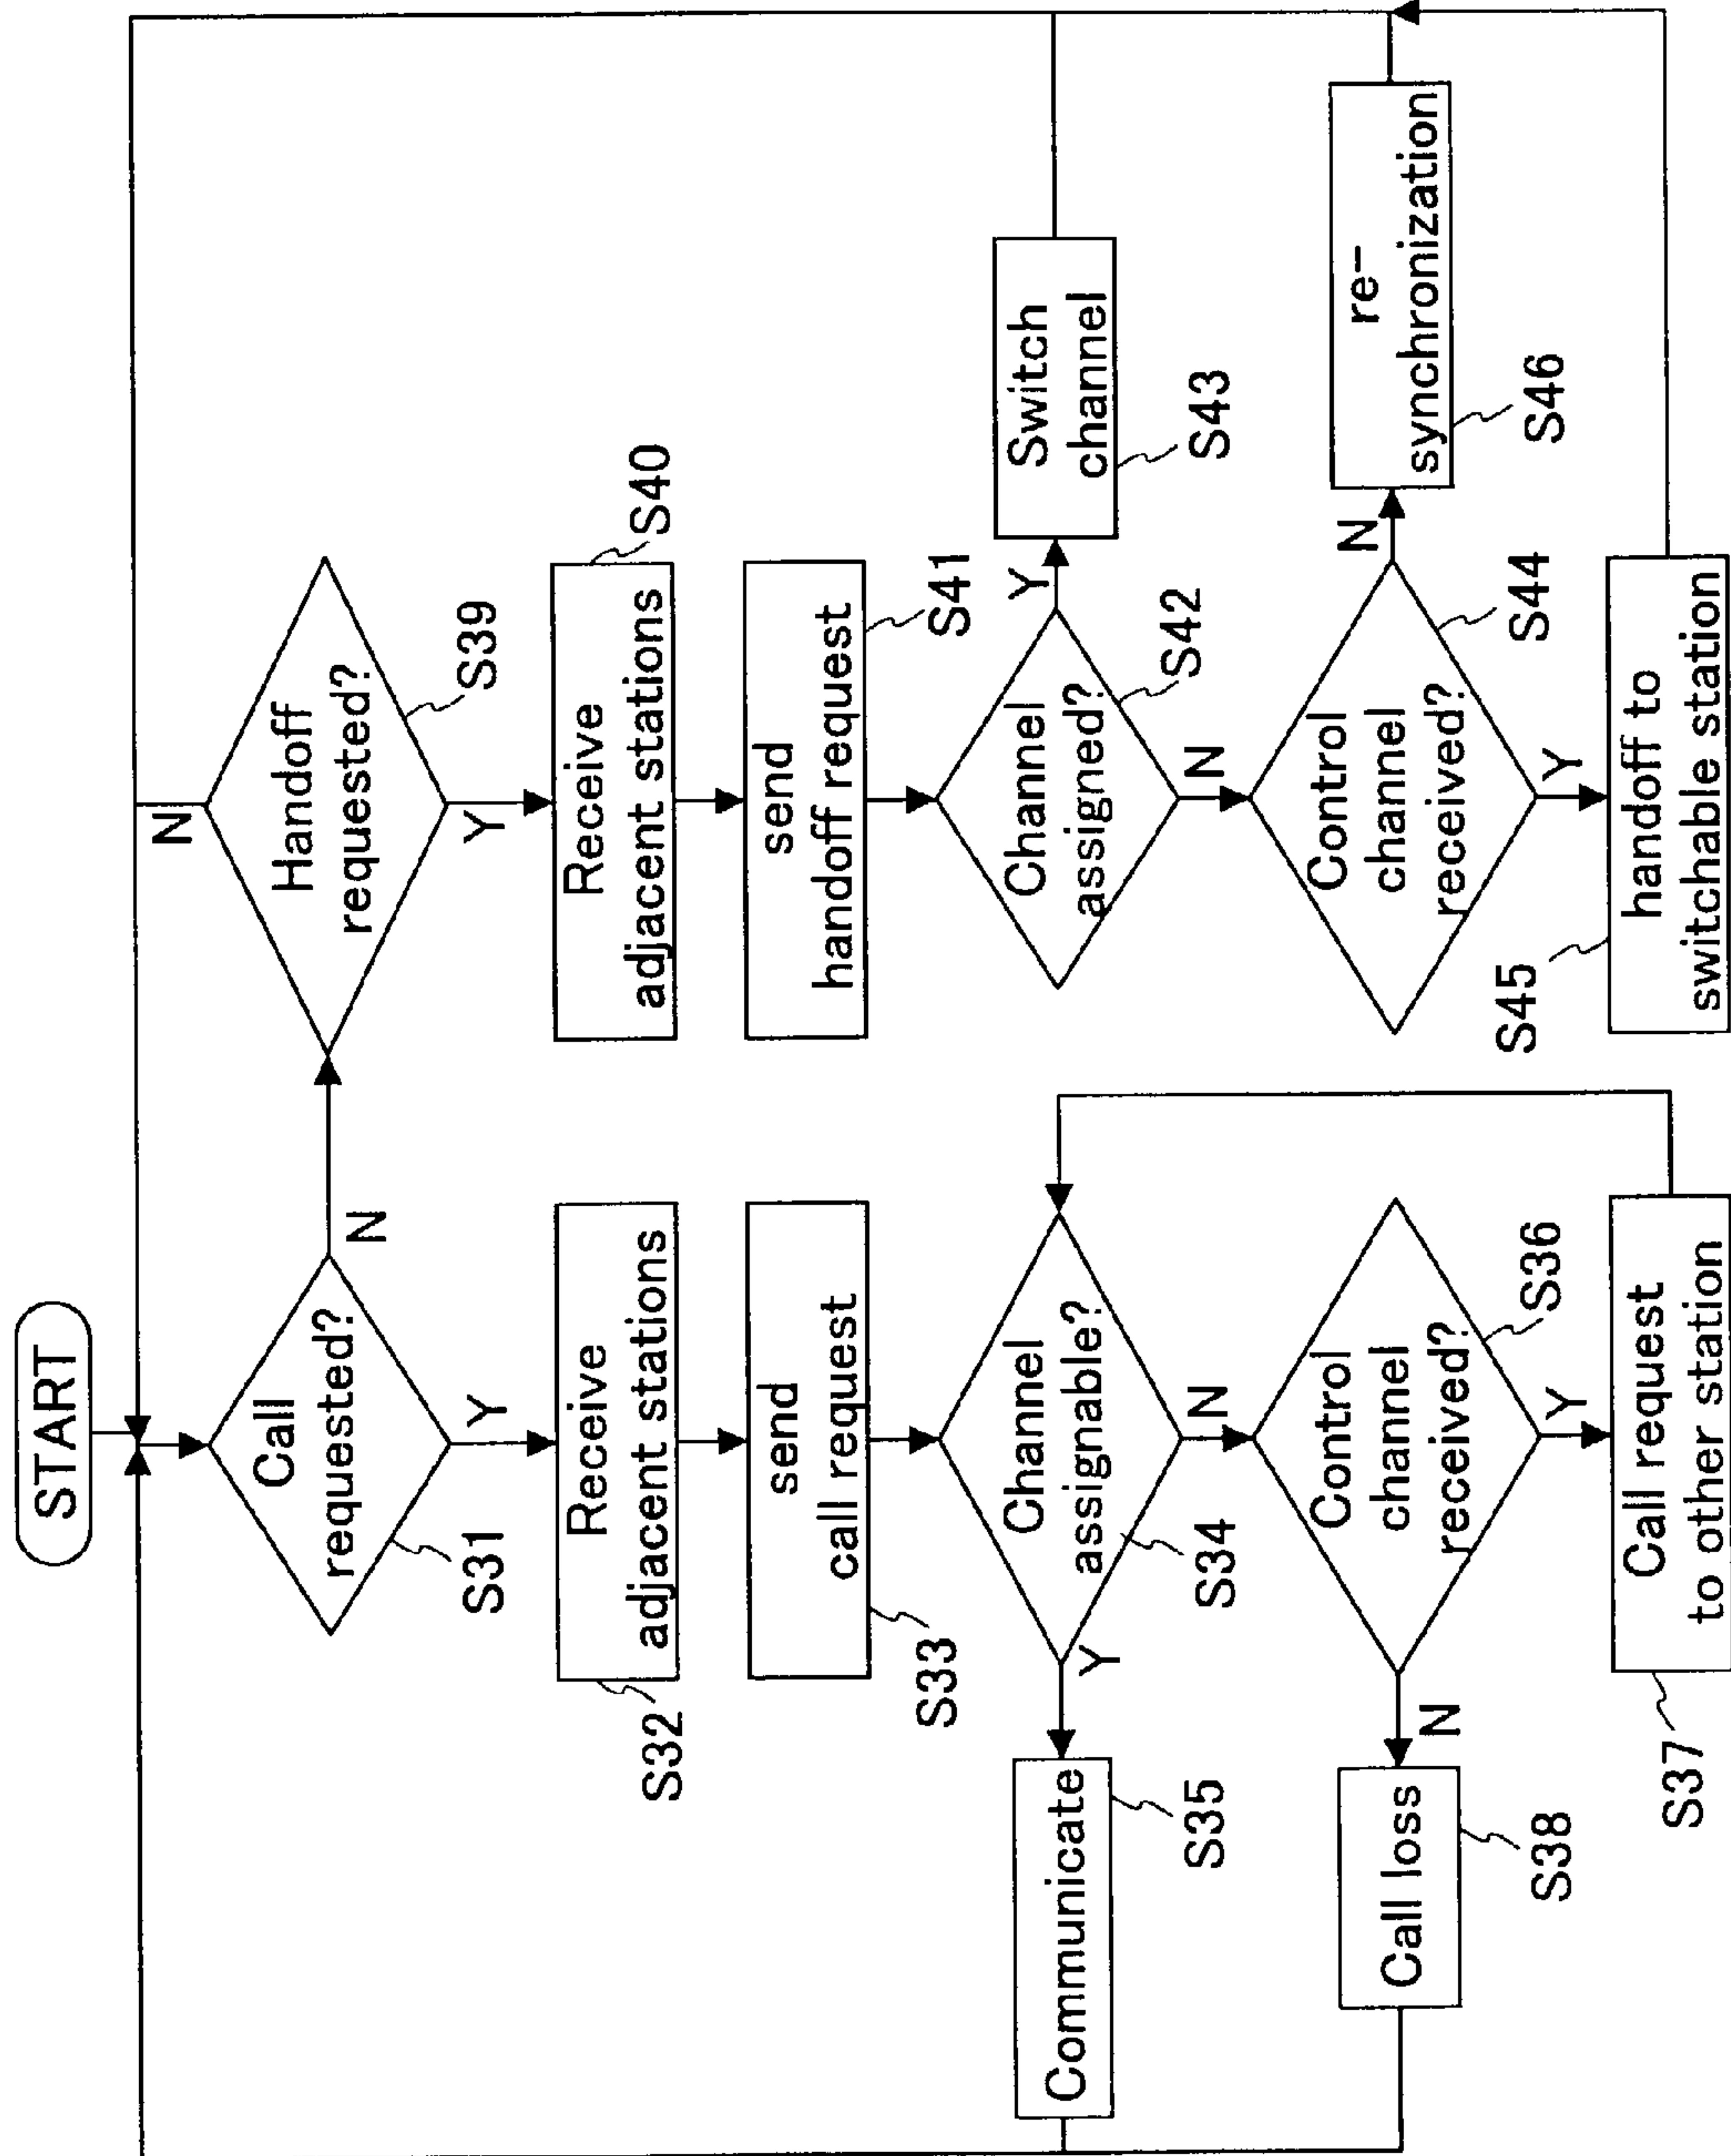 START
Call
requested?
S31
N
Y
Receive
adjacent stations
S32
send
call request
S33
Channel
assignable?
S34
Y
N
Communicate
S35
Control
channel
received?
S36
N
Y
Call loss
S38
Call request
to other station
S37
Handoff
requested?
S39
N
Y
Receive
adjacent stations
S40
send
handoff request
S41
Channel
assigned?
S42
Y
N
Switch
channel
S43
Control
channel
received?
S44
N
Y
re-
synchronization
S46
handoff to
switchable station
S45